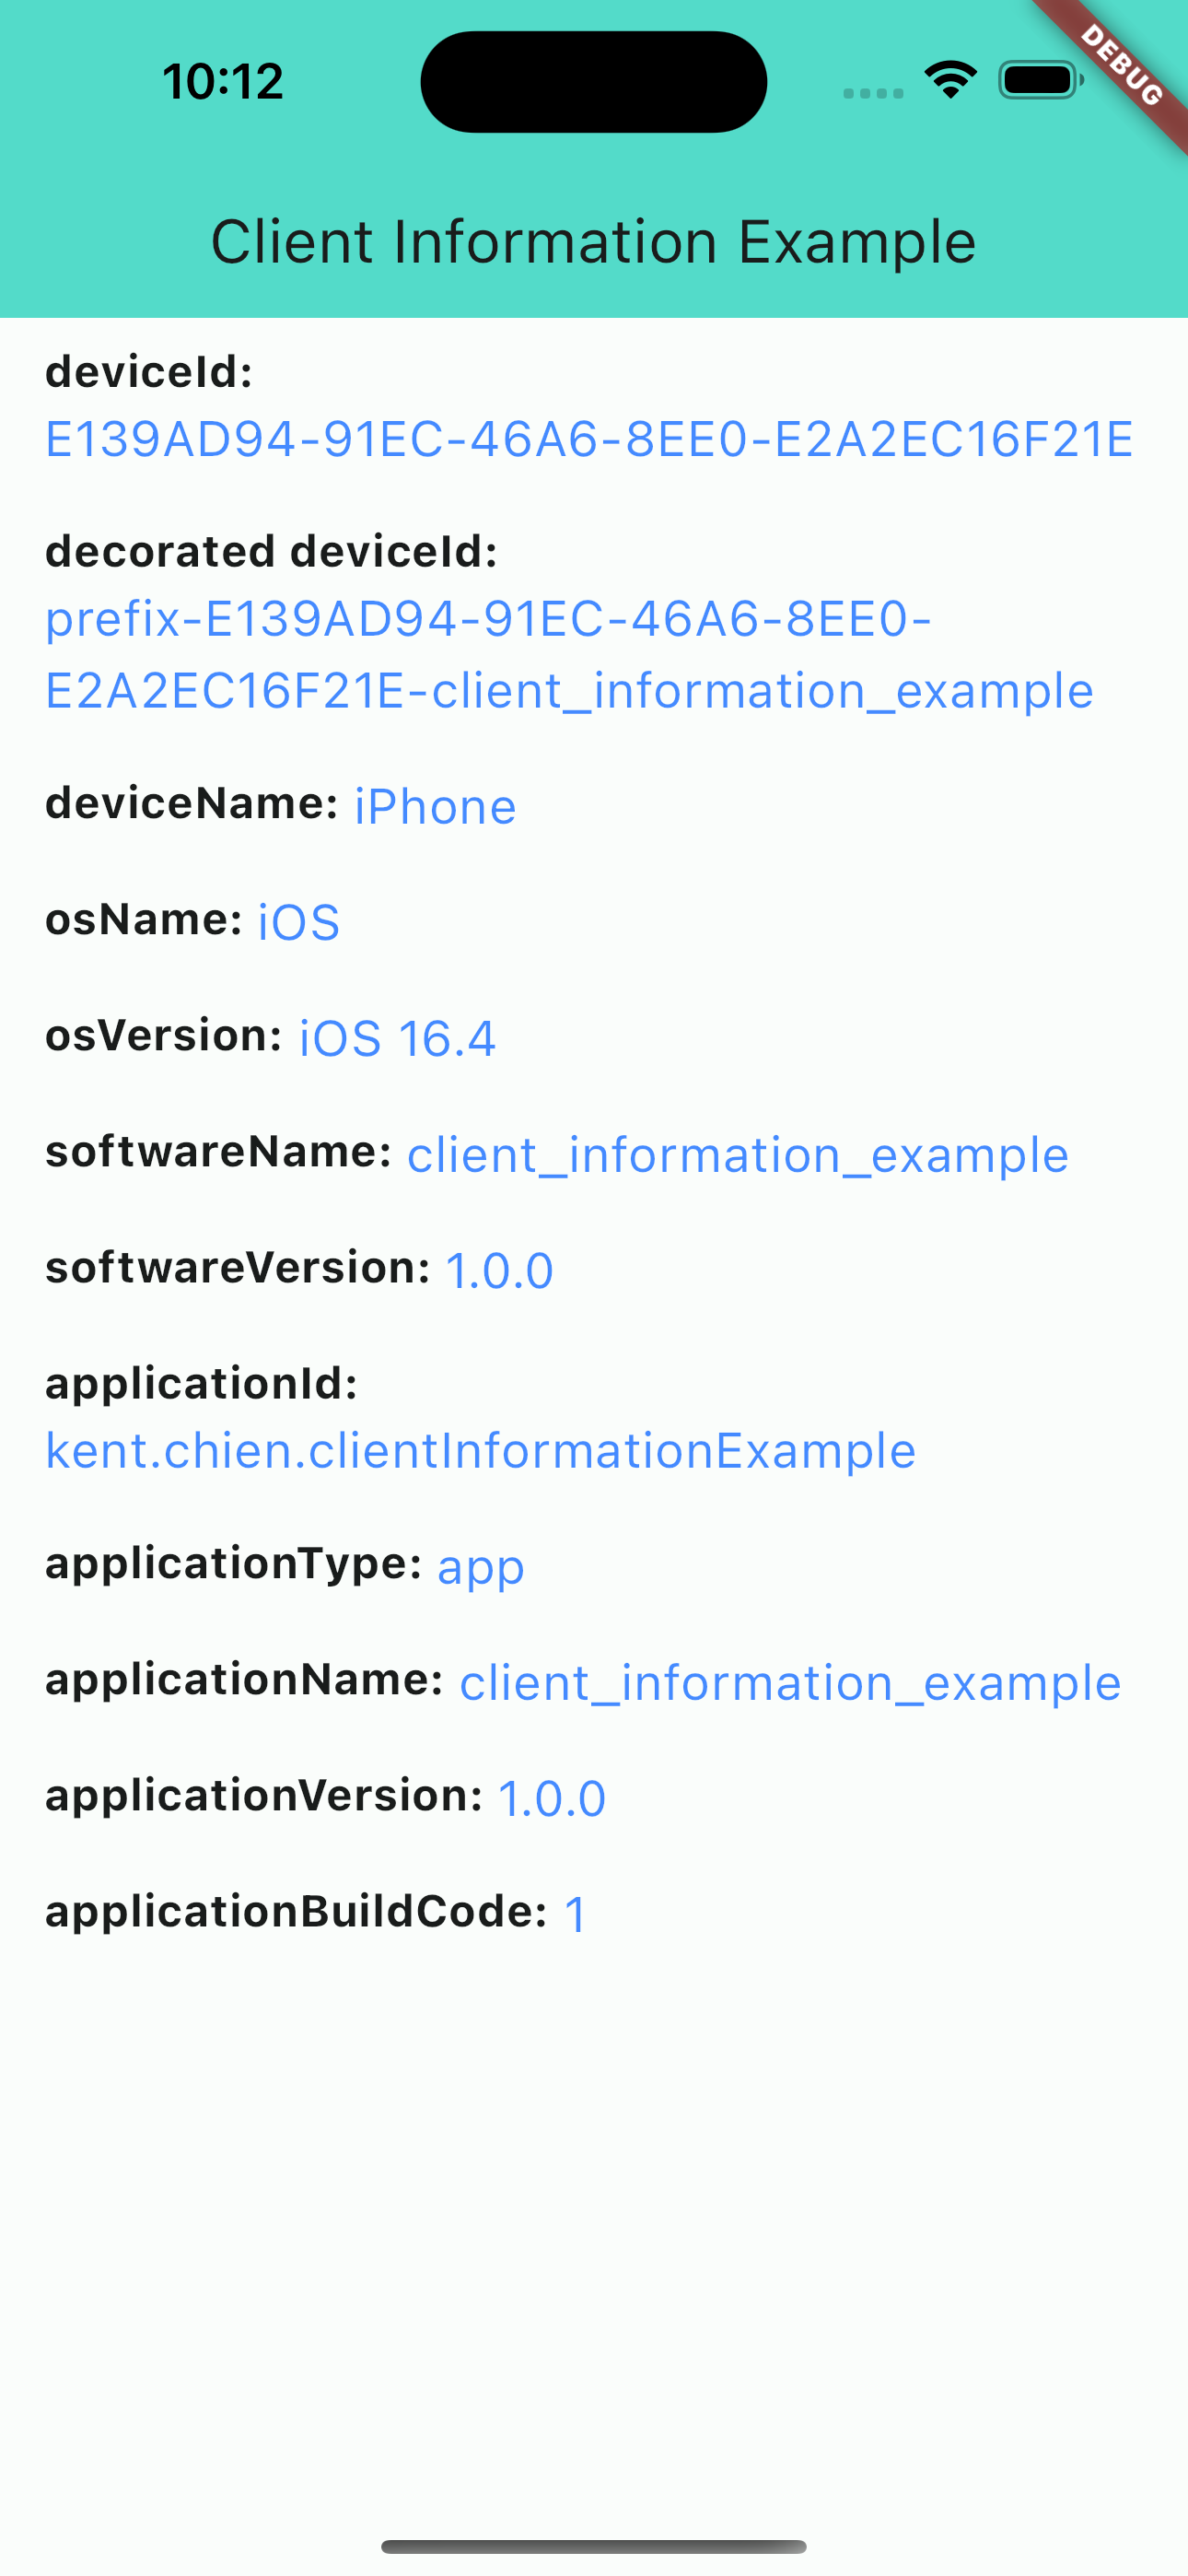 10:12
DEBUG
Client Information Example
deviceId:
E139AD94-91EC-46A6-8EE0-E2A2EC16F21E
decorated deviceId:
prefix-E139AD94-91EC-46A6-8EE0-
E2A2EC16F21E-client_information_example
deviceName: iPhone
osName: iOS
osVersion: iOS 16.4
softwareName: client_information_example
softwareVersion: 1.0.0
applicationId:
kent.chien.clientInformationExample
applicationType: app
applicationName: client_information_example
applicationVersion: 1.0.0
applicationBuildCode: 1